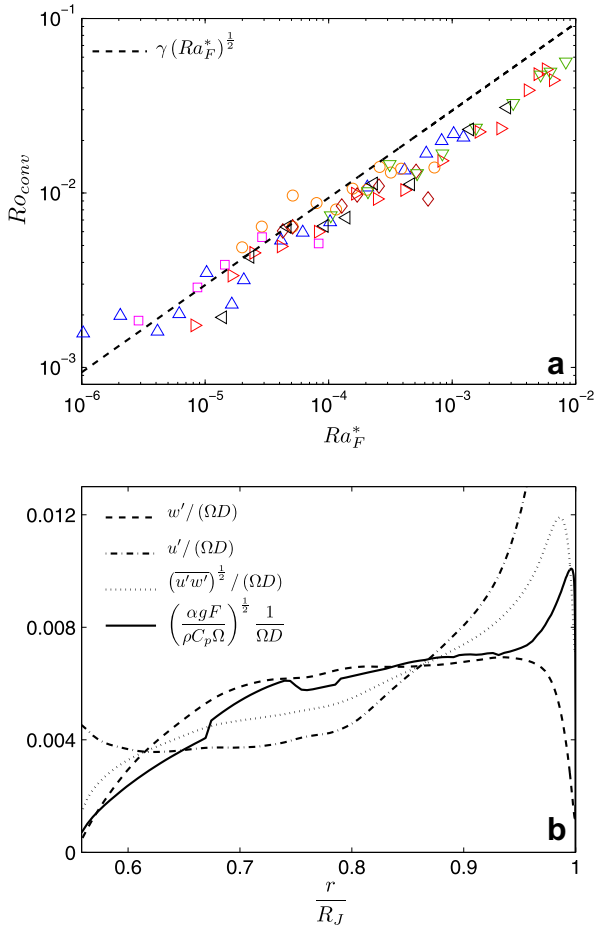 γ (Ra*_F)^{1/2}
10^{-1}
10^{-2}
10^{-3}
Ro_{conv}
a
10^{-6} 10^{-5} 10^{-4} 10^{-3} 10^{-2}
Ra*_F
w′/(ΩD)
u′/(ΩD)
(\overline{u′w′})^{1/2}/(ΩD)
(αgF/ρC_pΩ)^{1/2} 1/ΩD
0.012
0.008
0.004
0
b
0.6 0.7 0.8 0.9 1
r/R_J